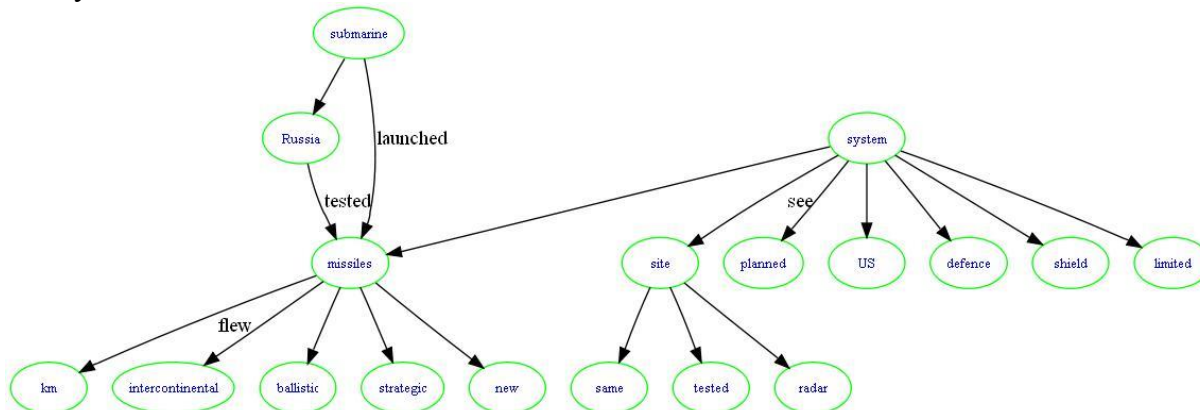 submarine
Russia
launched
system
tested
see
missiles
site
planned
US
defence
shield
limited
flew
km
intercontinental
ballistic
strategic
new
same
tested
radar